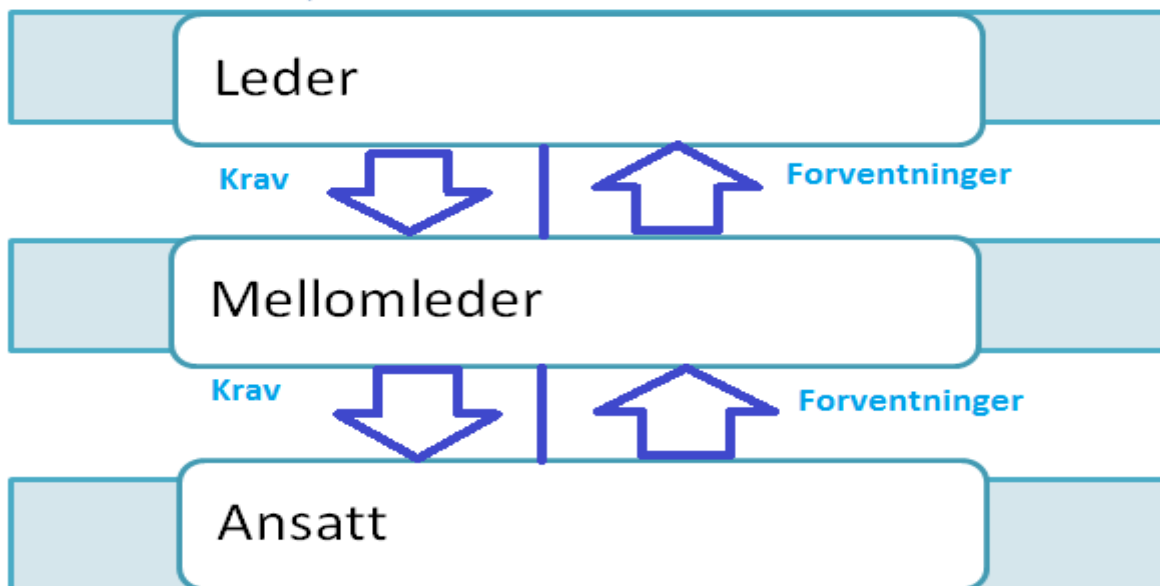 Leder
Krav
Forventninger
Mellomleder
Krav
Forventninger
Ansatt